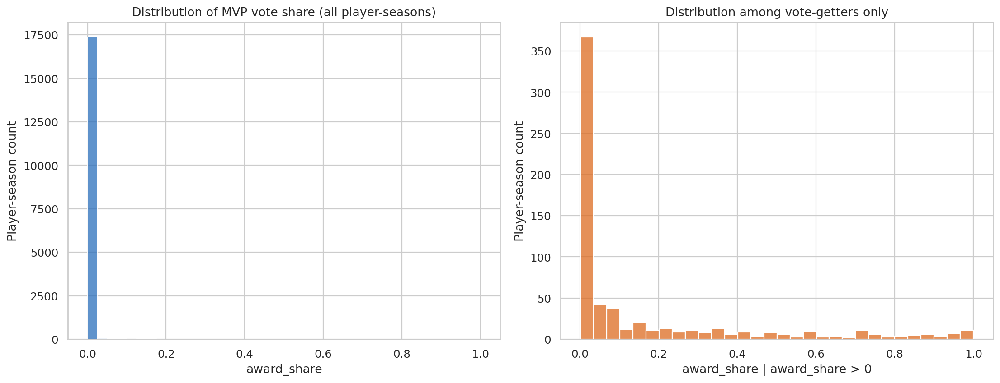 Distribution of MVP vote share (all player-seasons)
Player-season count
17500
15000
12500
10000
7500
5000
2500
0
0.0 0.2 0.4 0.6 0.8 1.0
award_share
Distribution among vote-getters only
Player-season count
350
300
250
200
150
100
50
0
0.0 0.2 0.4 0.6 0.8 1.0
award_share | award_share > 0